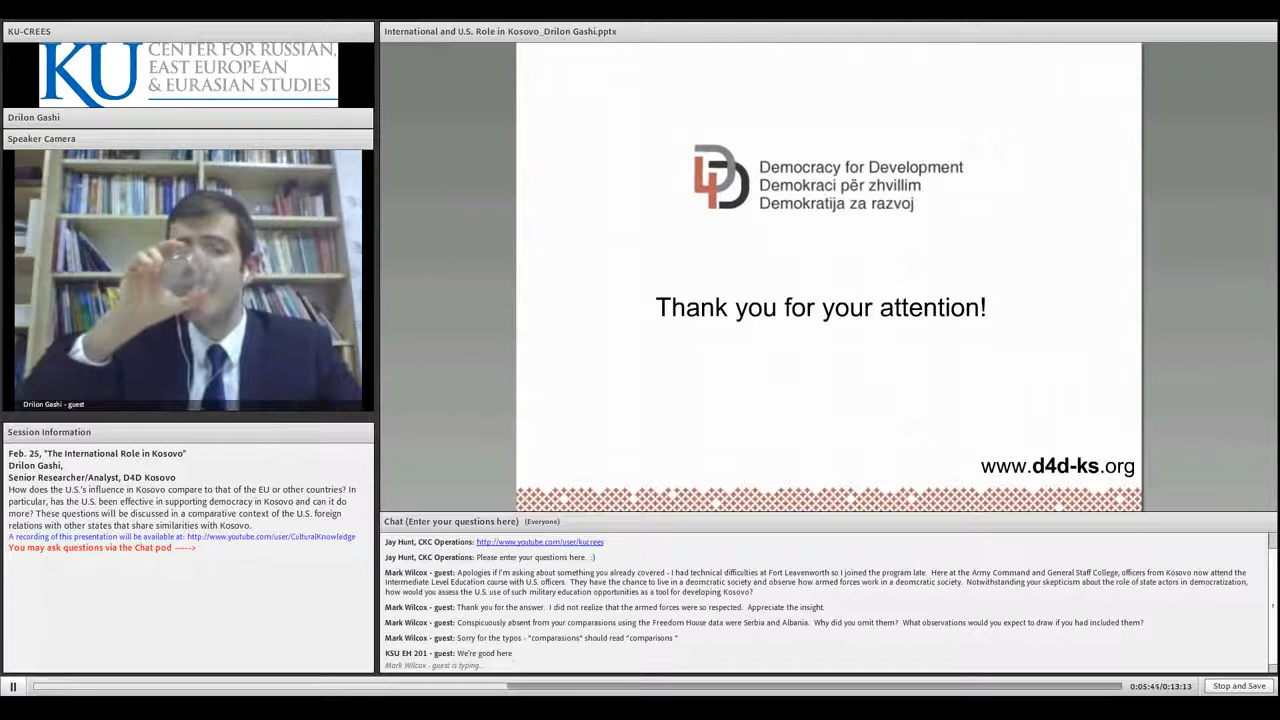 KU-CREES
KU CENTER FOR RUSSIAN,
EAST EUROPEAN
& EURASIAN STUDIES
Drilon Gashi
Speaker Camera
Drilon Gashi - guest
Session Information
Feb. 25, "The International Role in Kosovo"
Drilon Gashi,
Senior Researcher/Analyst, D4D Kosovo
How does the U.S.'s influence in Kosovo compare to that of the EU or other countries? In
particular, has the U.S. been effective in supporting democracy in Kosovo and can it do
more? These questions will be discussed in a comparative context of the U.S. foreign
relations with other states that share similarities with Kosovo.
A recording of this presentation will be available at: http://www.youtube.com/user/CulturalKnowledge
You may ask questions via the Chat pod ----->
International and U.S. Role in Kosovo_Drilon Gashi.pptx
D4D
Democracy for Development
Demokraci për zhvillim
Demokratija za razvoj
Thank you for your attention!
www.d4d-ks.org
Chat (Enter your questions here) (Everyone)
Jay Hunt, CKC Operations: http://www.youtube.com/user/kucrees
Jay Hunt, CKC Operations: Please enter your questions here. :)
Mark Wilcox - guest: Apologies if I'm asking about something you already covered - I had technical difficulties at Fort Leavenworth so I joined the program late. Here at the Army Command and General Staff College, officers from Kosovo now attend the
Intermediate Level Education course with U.S. officers. They have the chance to live in a deomcratic society and observe how armed forces work in a deomcratic society. Notwithstanding your skepticism about the role of state actors in democratization,
how would you assess the U.S. use of such military education opportunities as a tool for developing Kosovo?
Mark Wilcox - guest: Thank you for the answer. I did not realize that the armed forces were so respected. Appreciate the insight.
Mark Wilcox - guest: Conspicuously absent from your comparasions using the Freedom House data were Serbia and Albania. Why did you omit them? What observations would you expect to draw if you had included them?
Mark Wilcox - guest: Sorry for the typos - "comparasions" should read "comparisons "
KSU EH 201 - guest: We're good here
Mark Wilcox - guest is typing...
0:05:45/0:13:13
Stop and Save